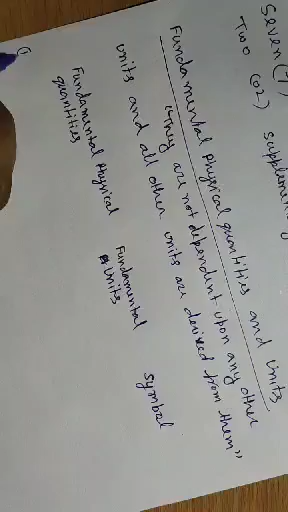 Seven (7)
Two (02) Supplementary
Fundamental Physical quantities and units
"They are not dependent upon any other
units and all other units are derived from them"
Fundamental Physical
quantities
Fundamental
units
Symbol